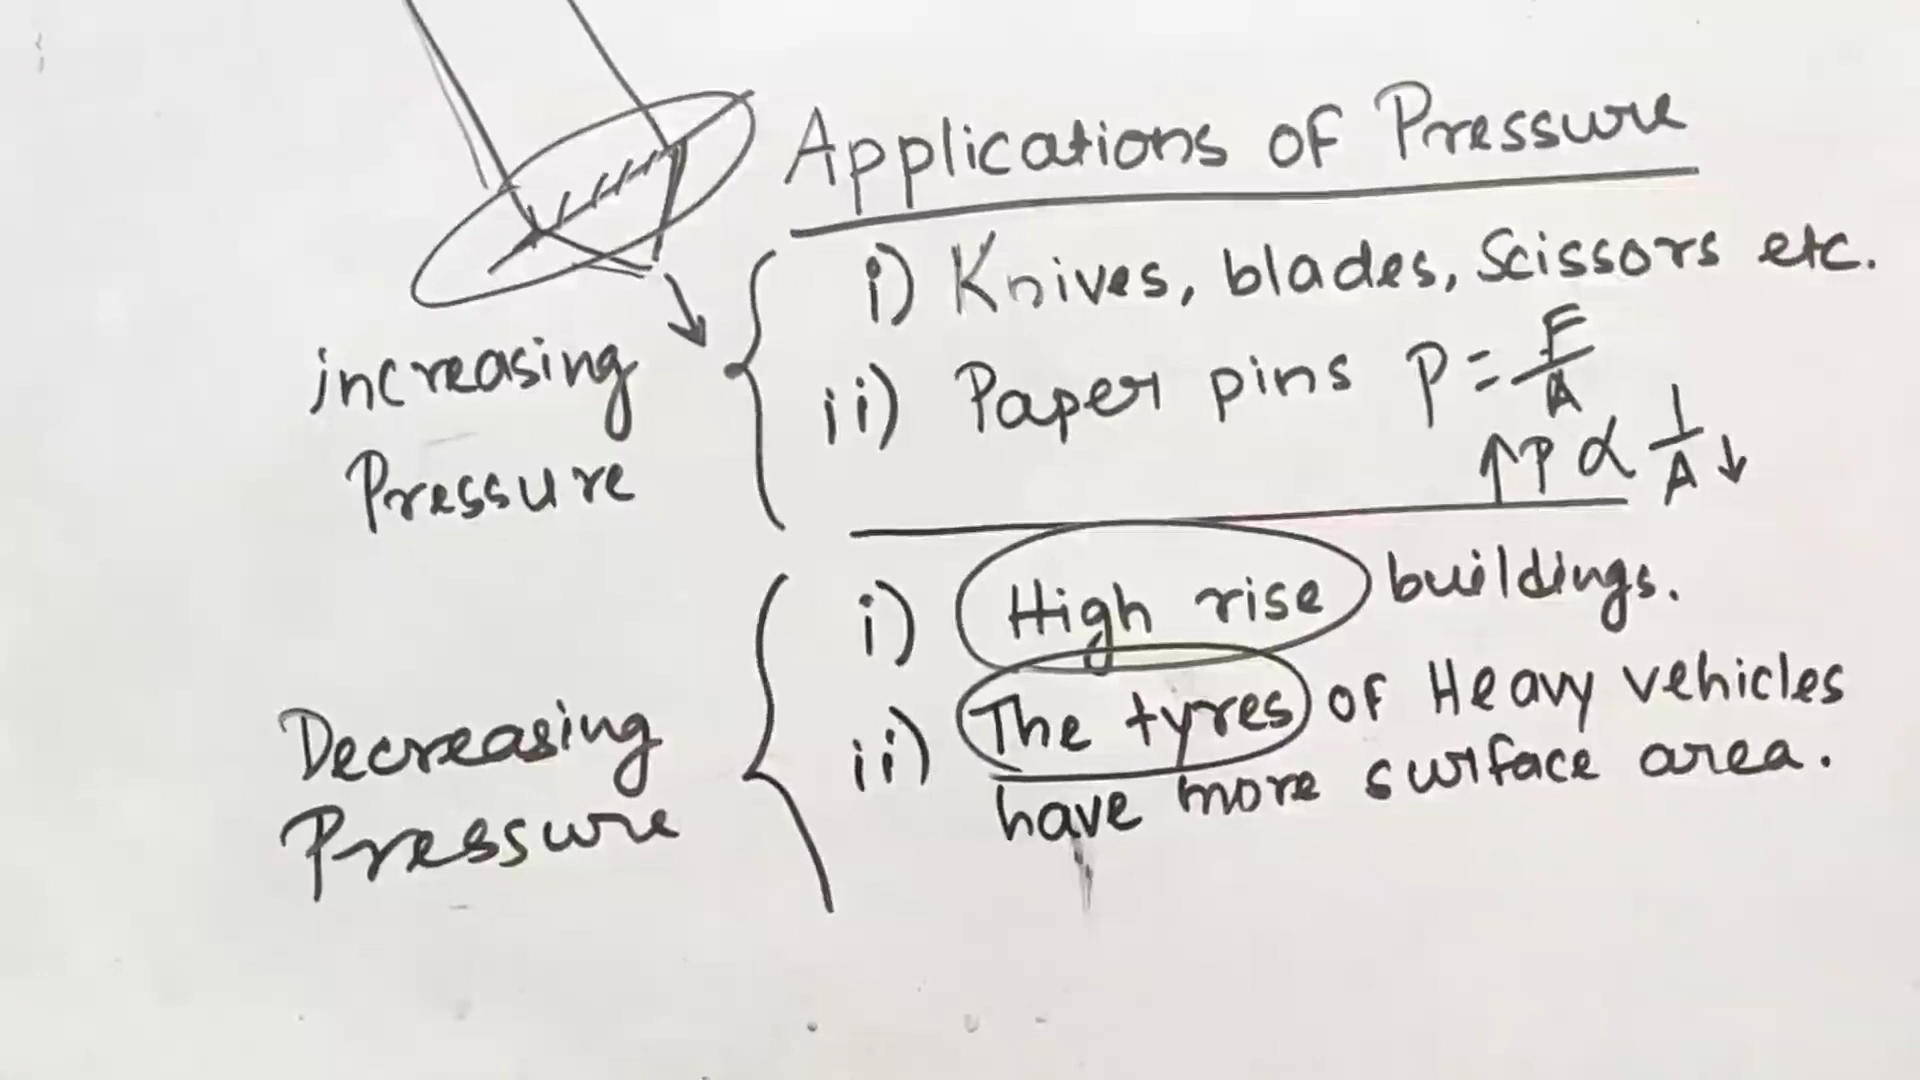 Applications of Pressure
increasing Pressure
i) Knives, blades, Scissors etc.
ii) Paper pins P = F/A
↑P ∝ 1/A ↓
Decreasing Pressure
i) High rise buildings.
ii) The tyres of Heavy vehicles
have more surface area.